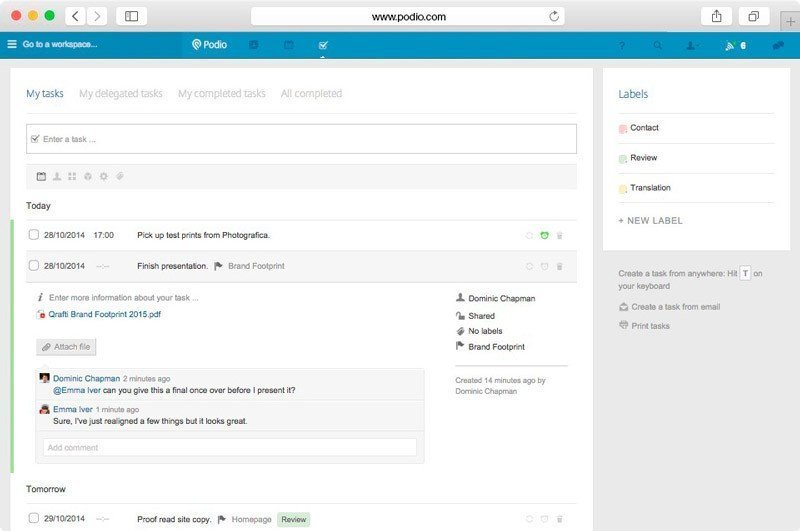 www.podio.com
Go to a workspace...
Podio
?
6
My tasks
My delegated tasks
My completed tasks
All completed
Enter a task ...
Today
28/10/2014 17:00 Pick up test prints from Photografica.
28/10/2014 --:-- Finish presentation. Brand Footprint
Enter more information about your task ...
Qrafti Brand Footprint 2015.pdf
Attach file
Dominic Chapman 2 minutes ago
@Emma Iver can you give this a final once over before I present it?
Emma Iver 1 minute ago
Sure, I've just realigned a few things but it looks great.
Add comment
Dominic Chapman
Shared
No labels
Brand Footprint
Created 14 minutes ago by
Dominic Chapman
Tomorrow
29/10/2014 --:-- Proof read site copy. Homepage Review
Labels
Contact
Review
Translation
+ NEW LABEL
Create a task from anywhere: Hit T on
your keyboard
Create a task from email
Print tasks